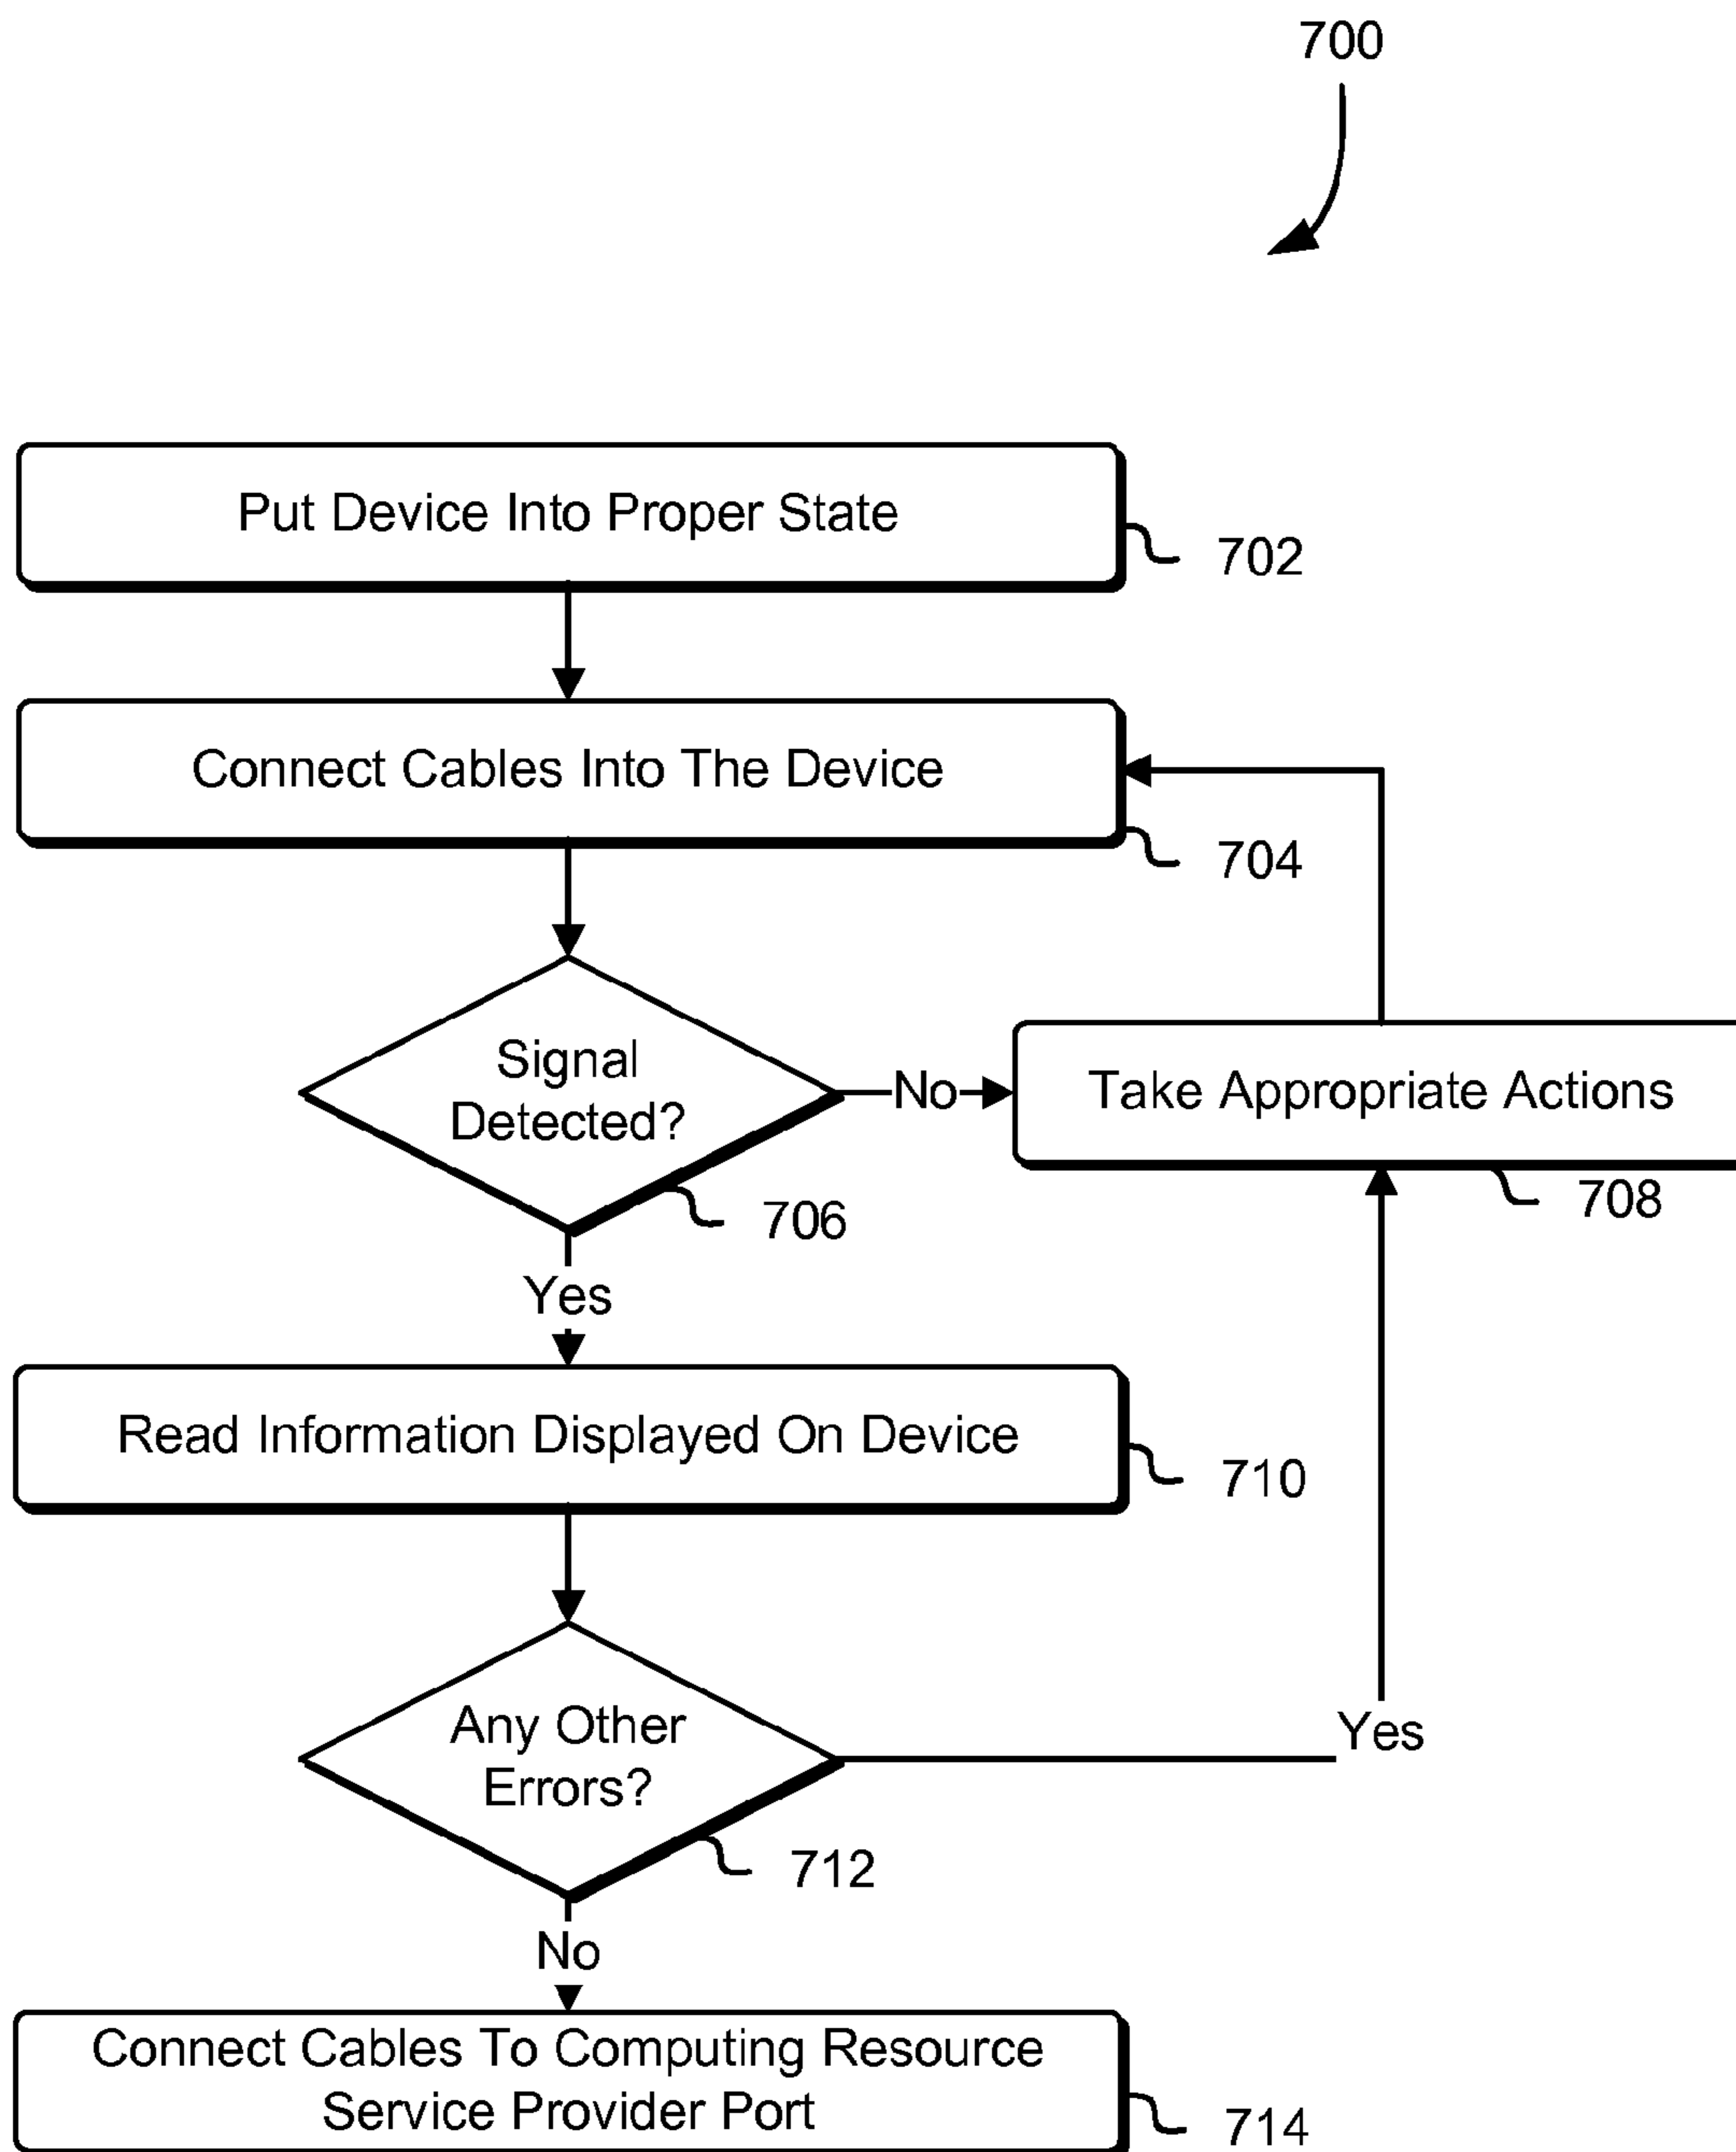 700
Put Device Into Proper State
702
Connect Cables Into The Device
704
Signal
Detected?
No
Take Appropriate Actions
706
708
Yes
Read Information Displayed On Device
710
Any Other
Errors?
Yes
712
No
Connect Cables To Computing Resource
Service Provider Port
714